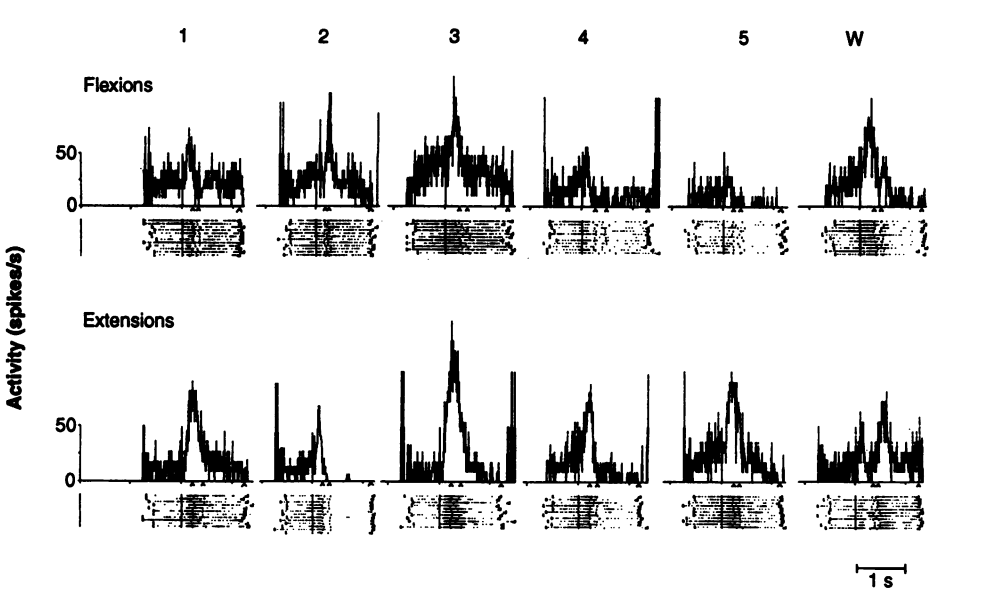 1 2 3 4 5 W
Flexions
50
0
Activity (spikes/s)
Extensions
50
0
1 s